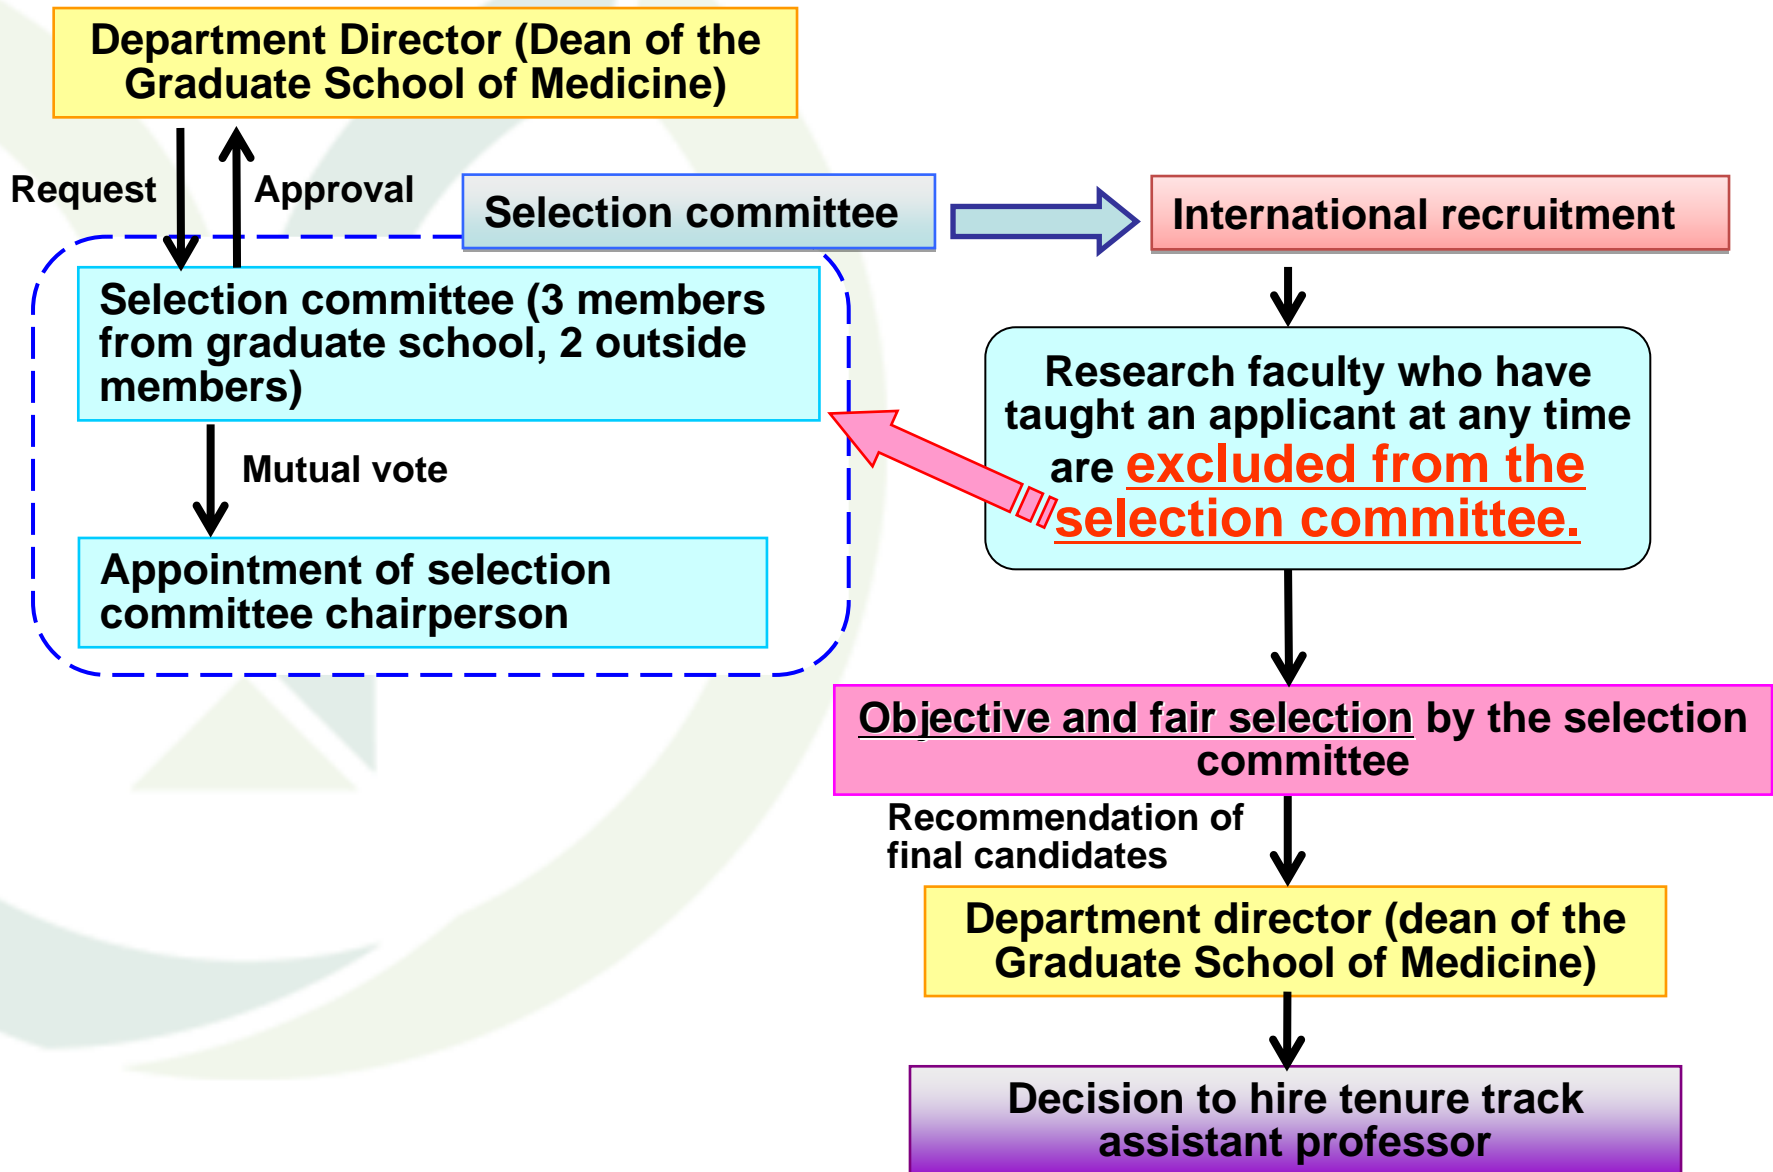 Department Director (Dean of the
Graduate School of Medicine)
Request
Approval
Selection committee
International recruitment
Selection committee (3 members
from graduate school, 2 outside
members)
Mutual vote
Appointment of selection
committee chairperson
Research faculty who have
taught an applicant at any time
are excluded from the
selection committee.
Objective and fair selection by the selection
committee
Recommendation of
final candidates
Department director (dean of the
Graduate School of Medicine)
Decision to hire tenure track
assistant professor